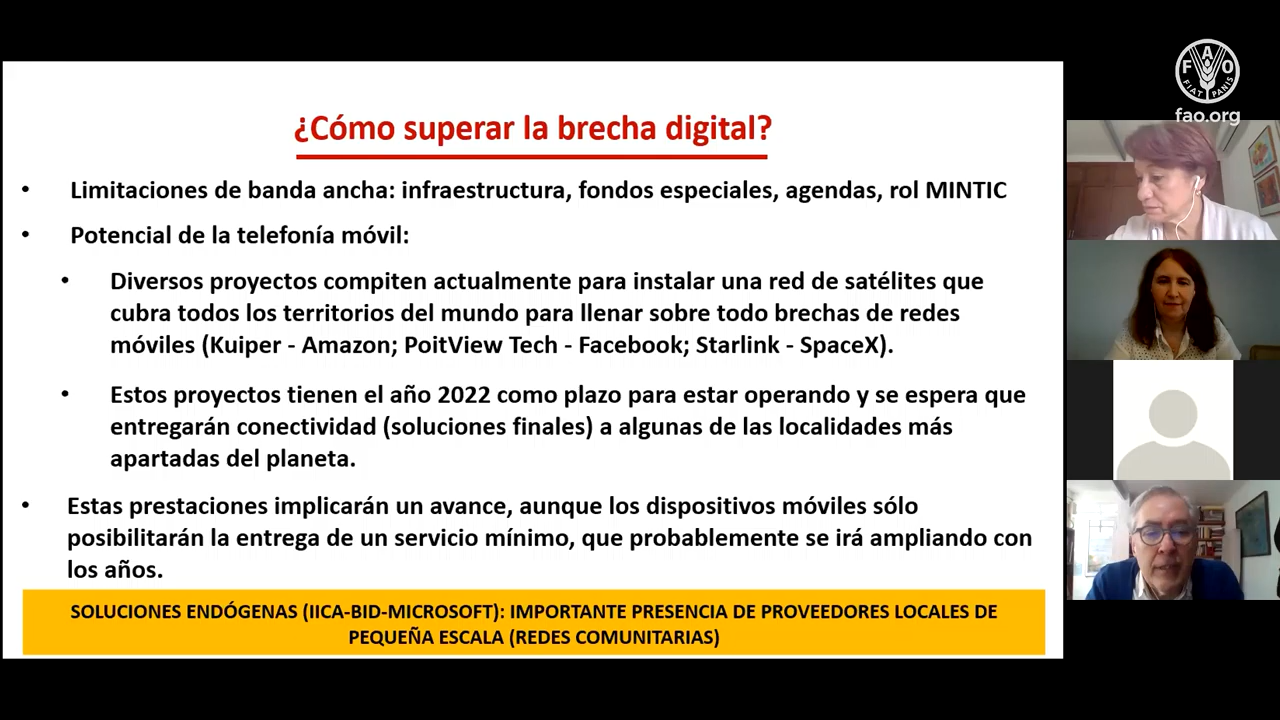 ¿Cómo superar la brecha digital?
• Limitaciones de banda ancha: infraestructura, fondos especiales, agendas, rol MINTIC
• Potencial de la telefonía móvil:
• Diversos proyectos compiten actualmente para instalar una red de satélites que
cubra todos los territorios del mundo para llenar sobre todo brechas de redes
móviles (Kuiper - Amazon; PoitView Tech - Facebook; Starlink - SpaceX).
• Estos proyectos tienen el año 2022 como plazo para estar operando y se espera que
entregarán conectividad (soluciones finales) a algunas de las localidades más
apartadas del planeta.
• Estas prestaciones implicarán un avance, aunque los dispositivos móviles sólo
posibilitarán la entrega de un servicio mínimo, que probablemente se irá ampliando con
los años.
SOLUCIONES ENDÓGENAS (IICA-BID-MICROSOFT): IMPORTANTE PRESENCIA DE PROVEEDORES LOCALES DE
PEQUEÑA ESCALA (REDES COMUNITARIAS)
FAO
FIAT PANIS
fao.org